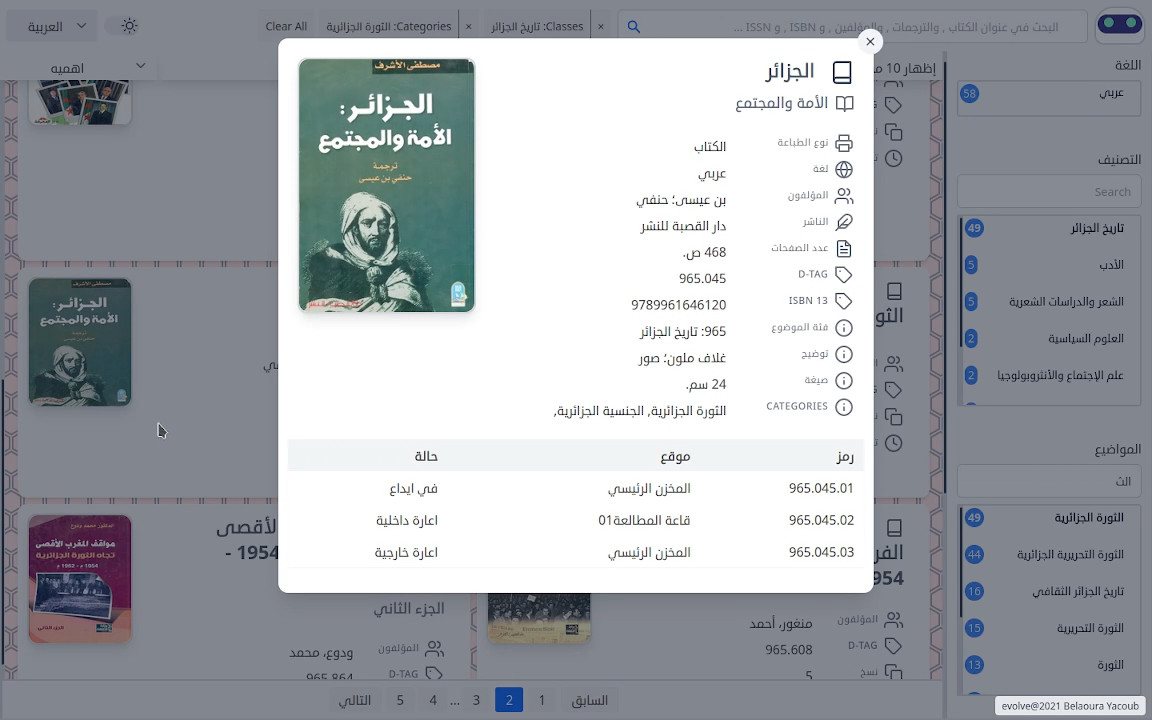 العربية
Clear All
Categories: الثورة الجزائرية ×
Classes: تاريخ الجزائر ×
البحث في عنوان الكتاب , والترجمات , والمؤلفين , و ISBN , و ISSN ...
اهميه
إظهار 10
اللغة
عربي 58
التصنيف
Search
تاريخ الجزائر 49
الأدب 5
الشعر والدراسات الشعرية 5
العلوم السياسية 2
علم الإجتماع والأنتروبولوجيا 2
المواضيع
الث
الثورة الجزائرية 49
الثورة التحريرية الجزائرية 44
تاريخ الجزائر الثقافي 16
الثورة التحريرية 15
الثورة 13
الجزائر
الأمة والمجتمع
نوع الطباعة الكتاب
لغة عربي
المؤلفون بن عيسى؛ حنفي
الناشر دار القصبة للنشر
عدد الصفحات 468 ص.
D-TAG 965.045
ISBN 13 9789961646120
فئة الموضوع 965: تاريخ الجزائر
توضيح غلاف ملون؛ صور
صيغة 24 سم.
CATEGORIES الثورة الجزائرية, الجنسية الجزائرية,
مصطفى الأشرف
الجزائر :
الأمة والمجتمع
ترجمة
حنفي بن عيسى
رمز موقع حالة
965.045.01 المخزن الرئيسي في ايداع
965.045.02 قاعة المطالعة01 اعارة داخلية
965.045.03 المخزن الرئيسي اعارة خارجية
الجزائر :
الأمة والمجتمع
لأقصى
1954 -
الجزء الثاني
المؤلفون ودوع، محمد
D-TAG 965.864
مواقف المغرب الأقصى
تجاه الثورة الجزائرية
الجزء الثاني
المؤلفون منغور، أحمد
D-TAG 965.608
نسخ 5
السابق 1 2 3 ... 4 5 التالي
evolve@2021 Belaoura Yacoub